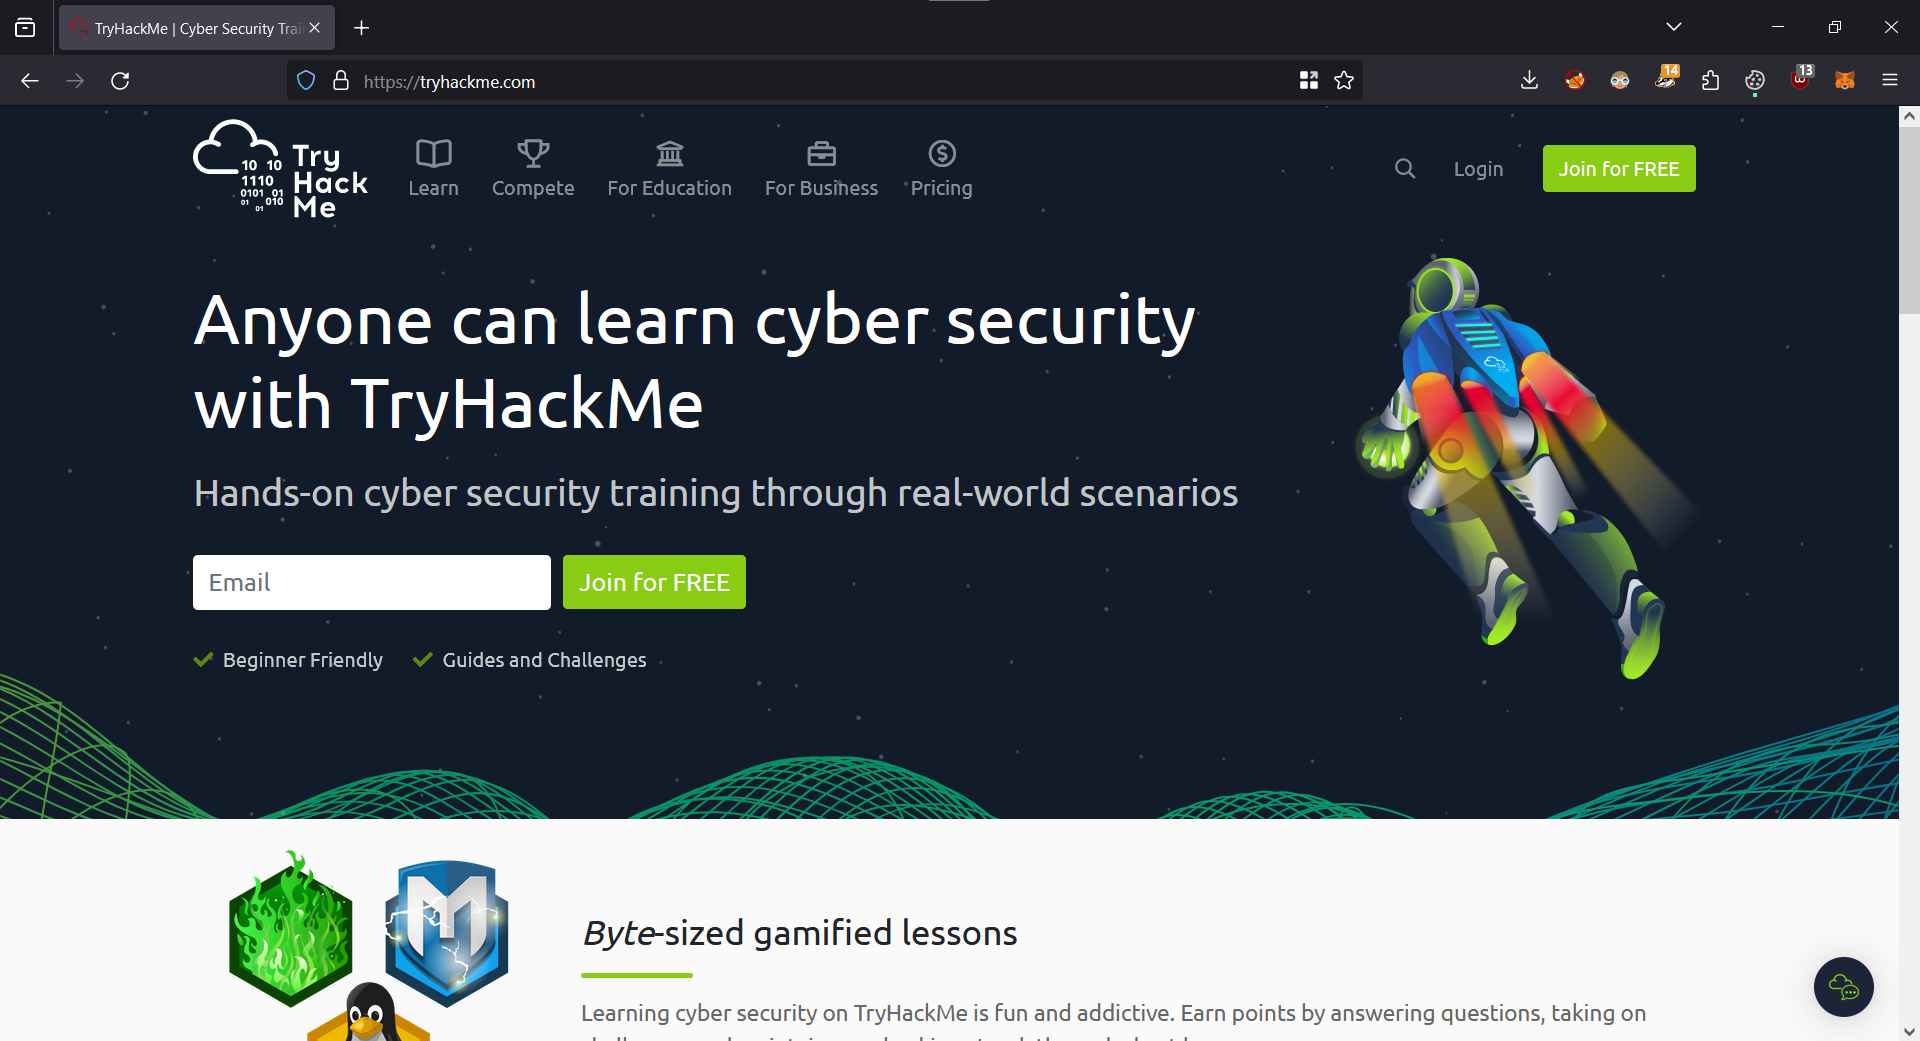 TryHackMe | Cyber Security Trai
https://tryhackme.com
14
13
10 10
1110
0101 01
01 010
01
Try
Hack
Me
Learn
Compete
For Education
For Business
Pricing
Login
Join for FREE
Anyone can learn cyber security
with TryHackMe
Hands-on cyber security training through real-world scenarios
Email
Join for FREE
Beginner Friendly
Guides and Challenges
Byte-sized gamified lessons
Learning cyber security on TryHackMe is fun and addictive. Earn points by answering questions, taking on